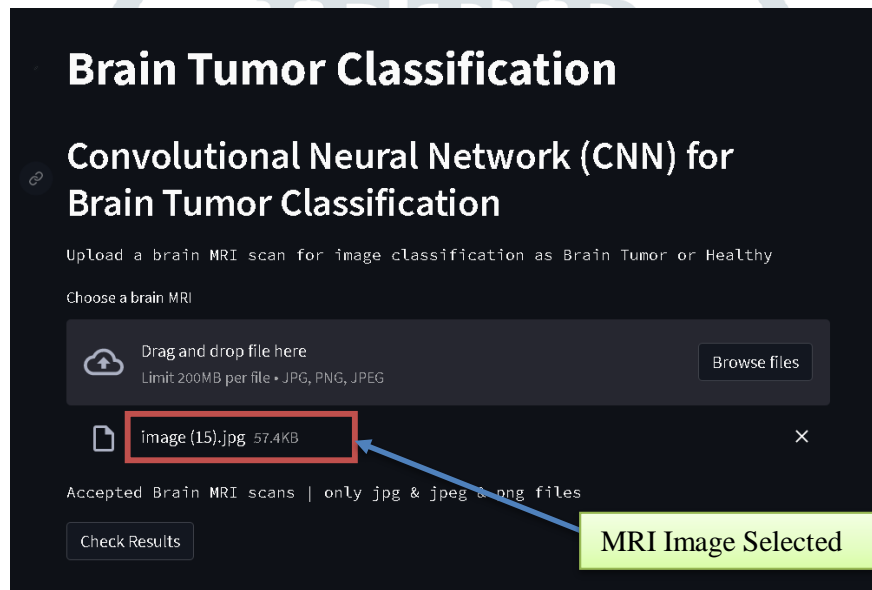 Brain Tumor Classification
Convolutional Neural Network (CNN) for
Brain Tumor Classification
Upload a brain MRI scan for image classification as Brain Tumor or Healthy
Choose a brain MRI
Drag and drop file here
Limit 200MB per file • JPG, PNG, JPEG
Browse files
image (15).jpg 57.4KB
Accepted Brain MRI scans | only jpg & jpeg & png files
Check Results
MRI Image Selected